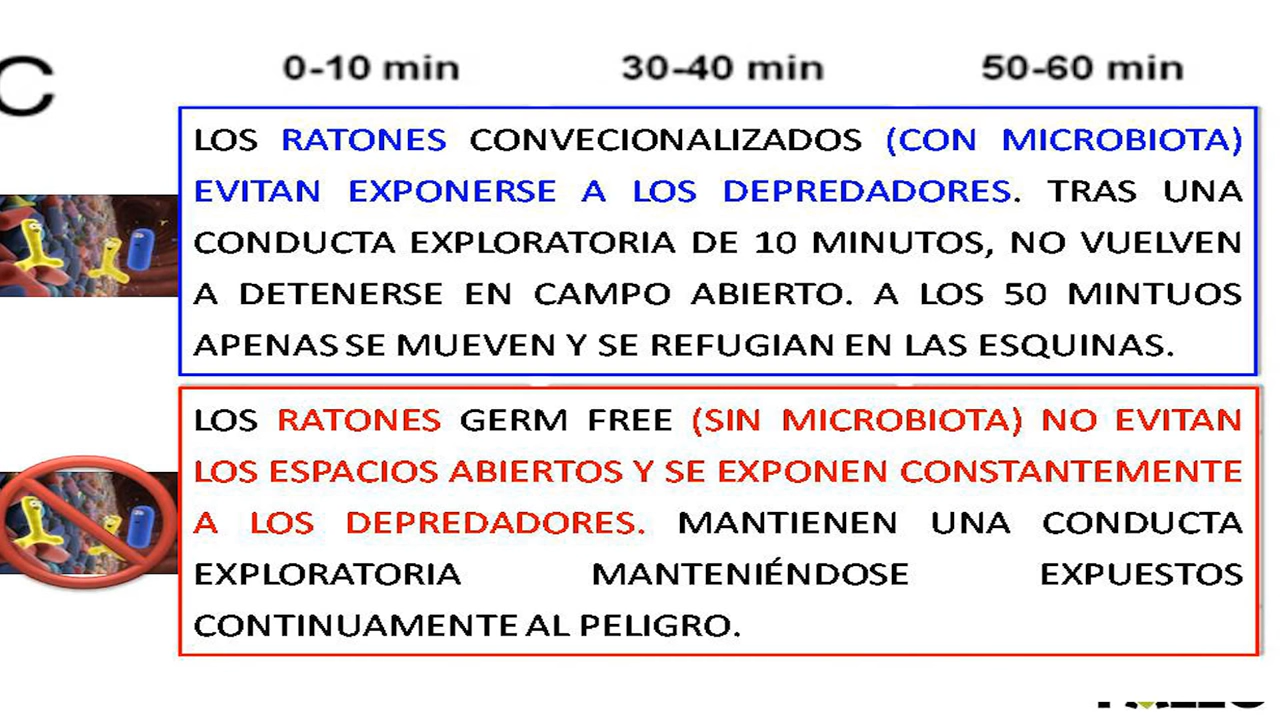 C
0-10 min 30-40 min 50-60 min
LOS RATONES CONVECIONALIZADOS (CON MICROBIOTA)
EVITAN EXPONERSE A LOS DEPREDADORES. TRAS UNA
CONDUCTA EXPLORATORIA DE 10 MINUTOS, NO VUELVEN
A DETENERSE EN CAMPO ABIERTO. A LOS 50 MINTUOS
APENAS SE MUEVEN Y SE REFUGIAN EN LAS ESQUINAS.
LOS RATONES GERM FREE (SIN MICROBIOTA) NO EVITAN
LOS ESPACIOS ABIERTOS Y SE EXPONEN CONSTANTEMENTE
A LOS DEPREDADORES. MANTIENEN UNA CONDUCTA
EXPLORATORIA MANTENIÉNDOSE EXPUESTOS
CONTINUAMENTE AL PELIGRO.